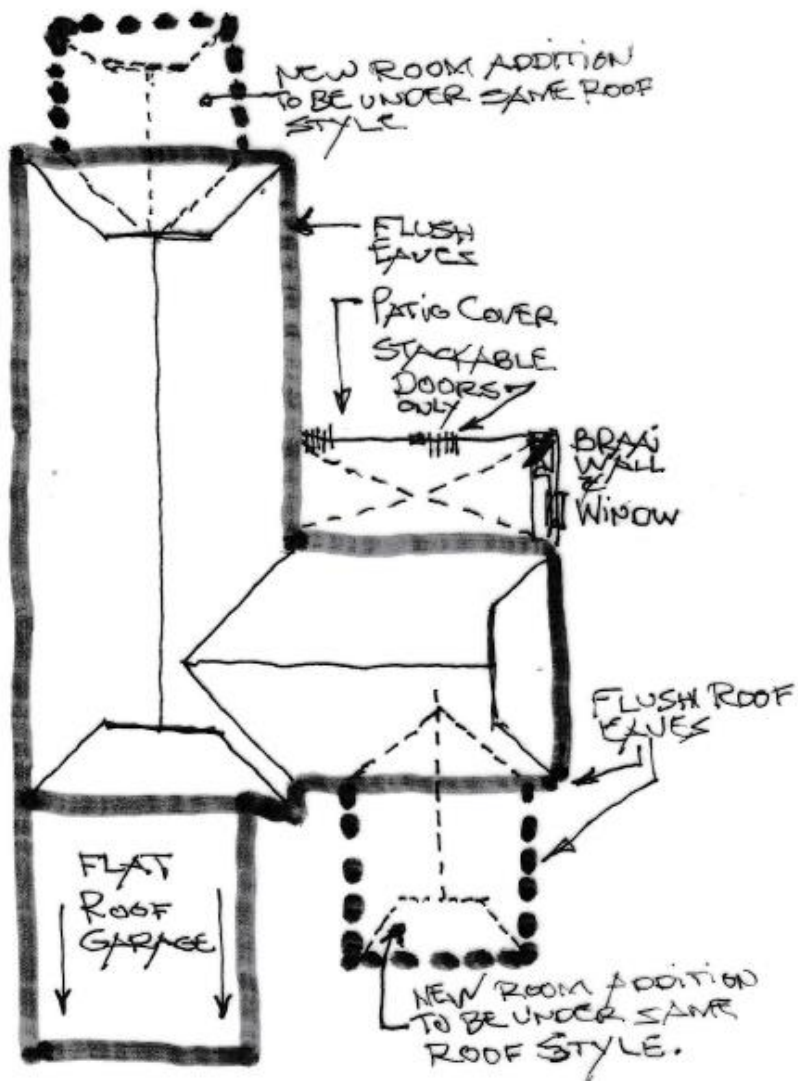 NEW ROOM ADDITION
TO BE UNDER SAME ROOF
STYLE
FLUSH
EAVES
PATIO COVER
STACKABLE
DOORS
ONLY
BRAAI
WALL
&
WINOW
FLUSH ROOF
EAVES
FLAT
ROOF
GARAGE
NEW ROOM ADDITION
TO BE UNDER SAME
ROOF STYLE.